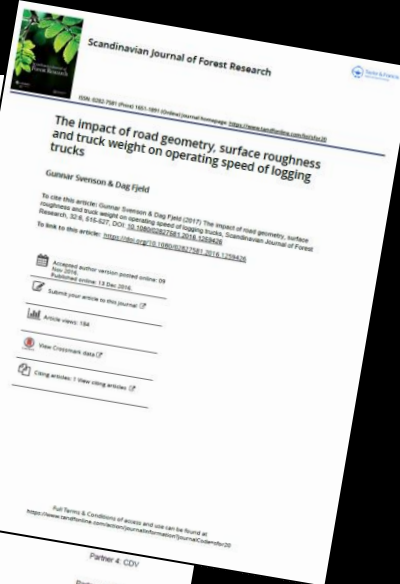 Scandinavian Journal of Forest Research
Taylor & Francis
ISSN: 0282-7581 (Print) 1651-1891 (Online) Journal homepage: https://www.tandfonline.com/loi/sfor20
The impact of road geometry, surface roughness
and truck weight on operating speed of logging
trucks
Gunnar Svenson & Dag Fjeld
To cite this article: Gunnar Svenson & Dag Fjeld (2017) The impact of road geometry, surface
roughness and truck weight on operating speed of logging trucks, Scandinavian Journal of Forest
Research, 32:6, 515-527, DOI: 10.1080/02827581.2016.1259426
To link to this article: https://doi.org/10.1080/02827581.2016.1259426
Accepted author version posted online: 09
Nov 2016.
Published online: 13 Dec 2016.
Submit your article to this journal
Article views: 184
View Crossmark data
Citing articles: 1 View citing articles
Full Terms & Conditions of access and use can be found at
https://www.tandfonline.com/action/journalInformation?journalCode=sfor20
Partner 4: CDV